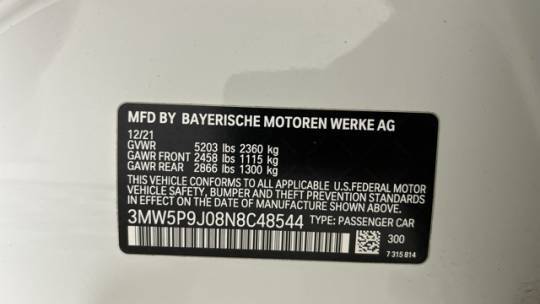 MFD BY BAYERISCHE MOTOREN WERKE AG
12/21
GVWR 5203 lbs 2360 kg
GAWR FRONT 2458 lbs 1115 kg
GAWR REAR 2866 lbs 1300 kg
THIS VEHICLE CONFORMS TO ALL APPLICABLE U.S.FEDERAL MOTOR
VEHICLE SAFETY, BUMPER AND THEFT PREVENTION STANDARDS
IN EFFECT ON THE DATE OF MANUFACTURE SHOWN ABOVE.
3MW5P9J08N8C48544 TYPE: PASSENGER CAR
300
7 315 814